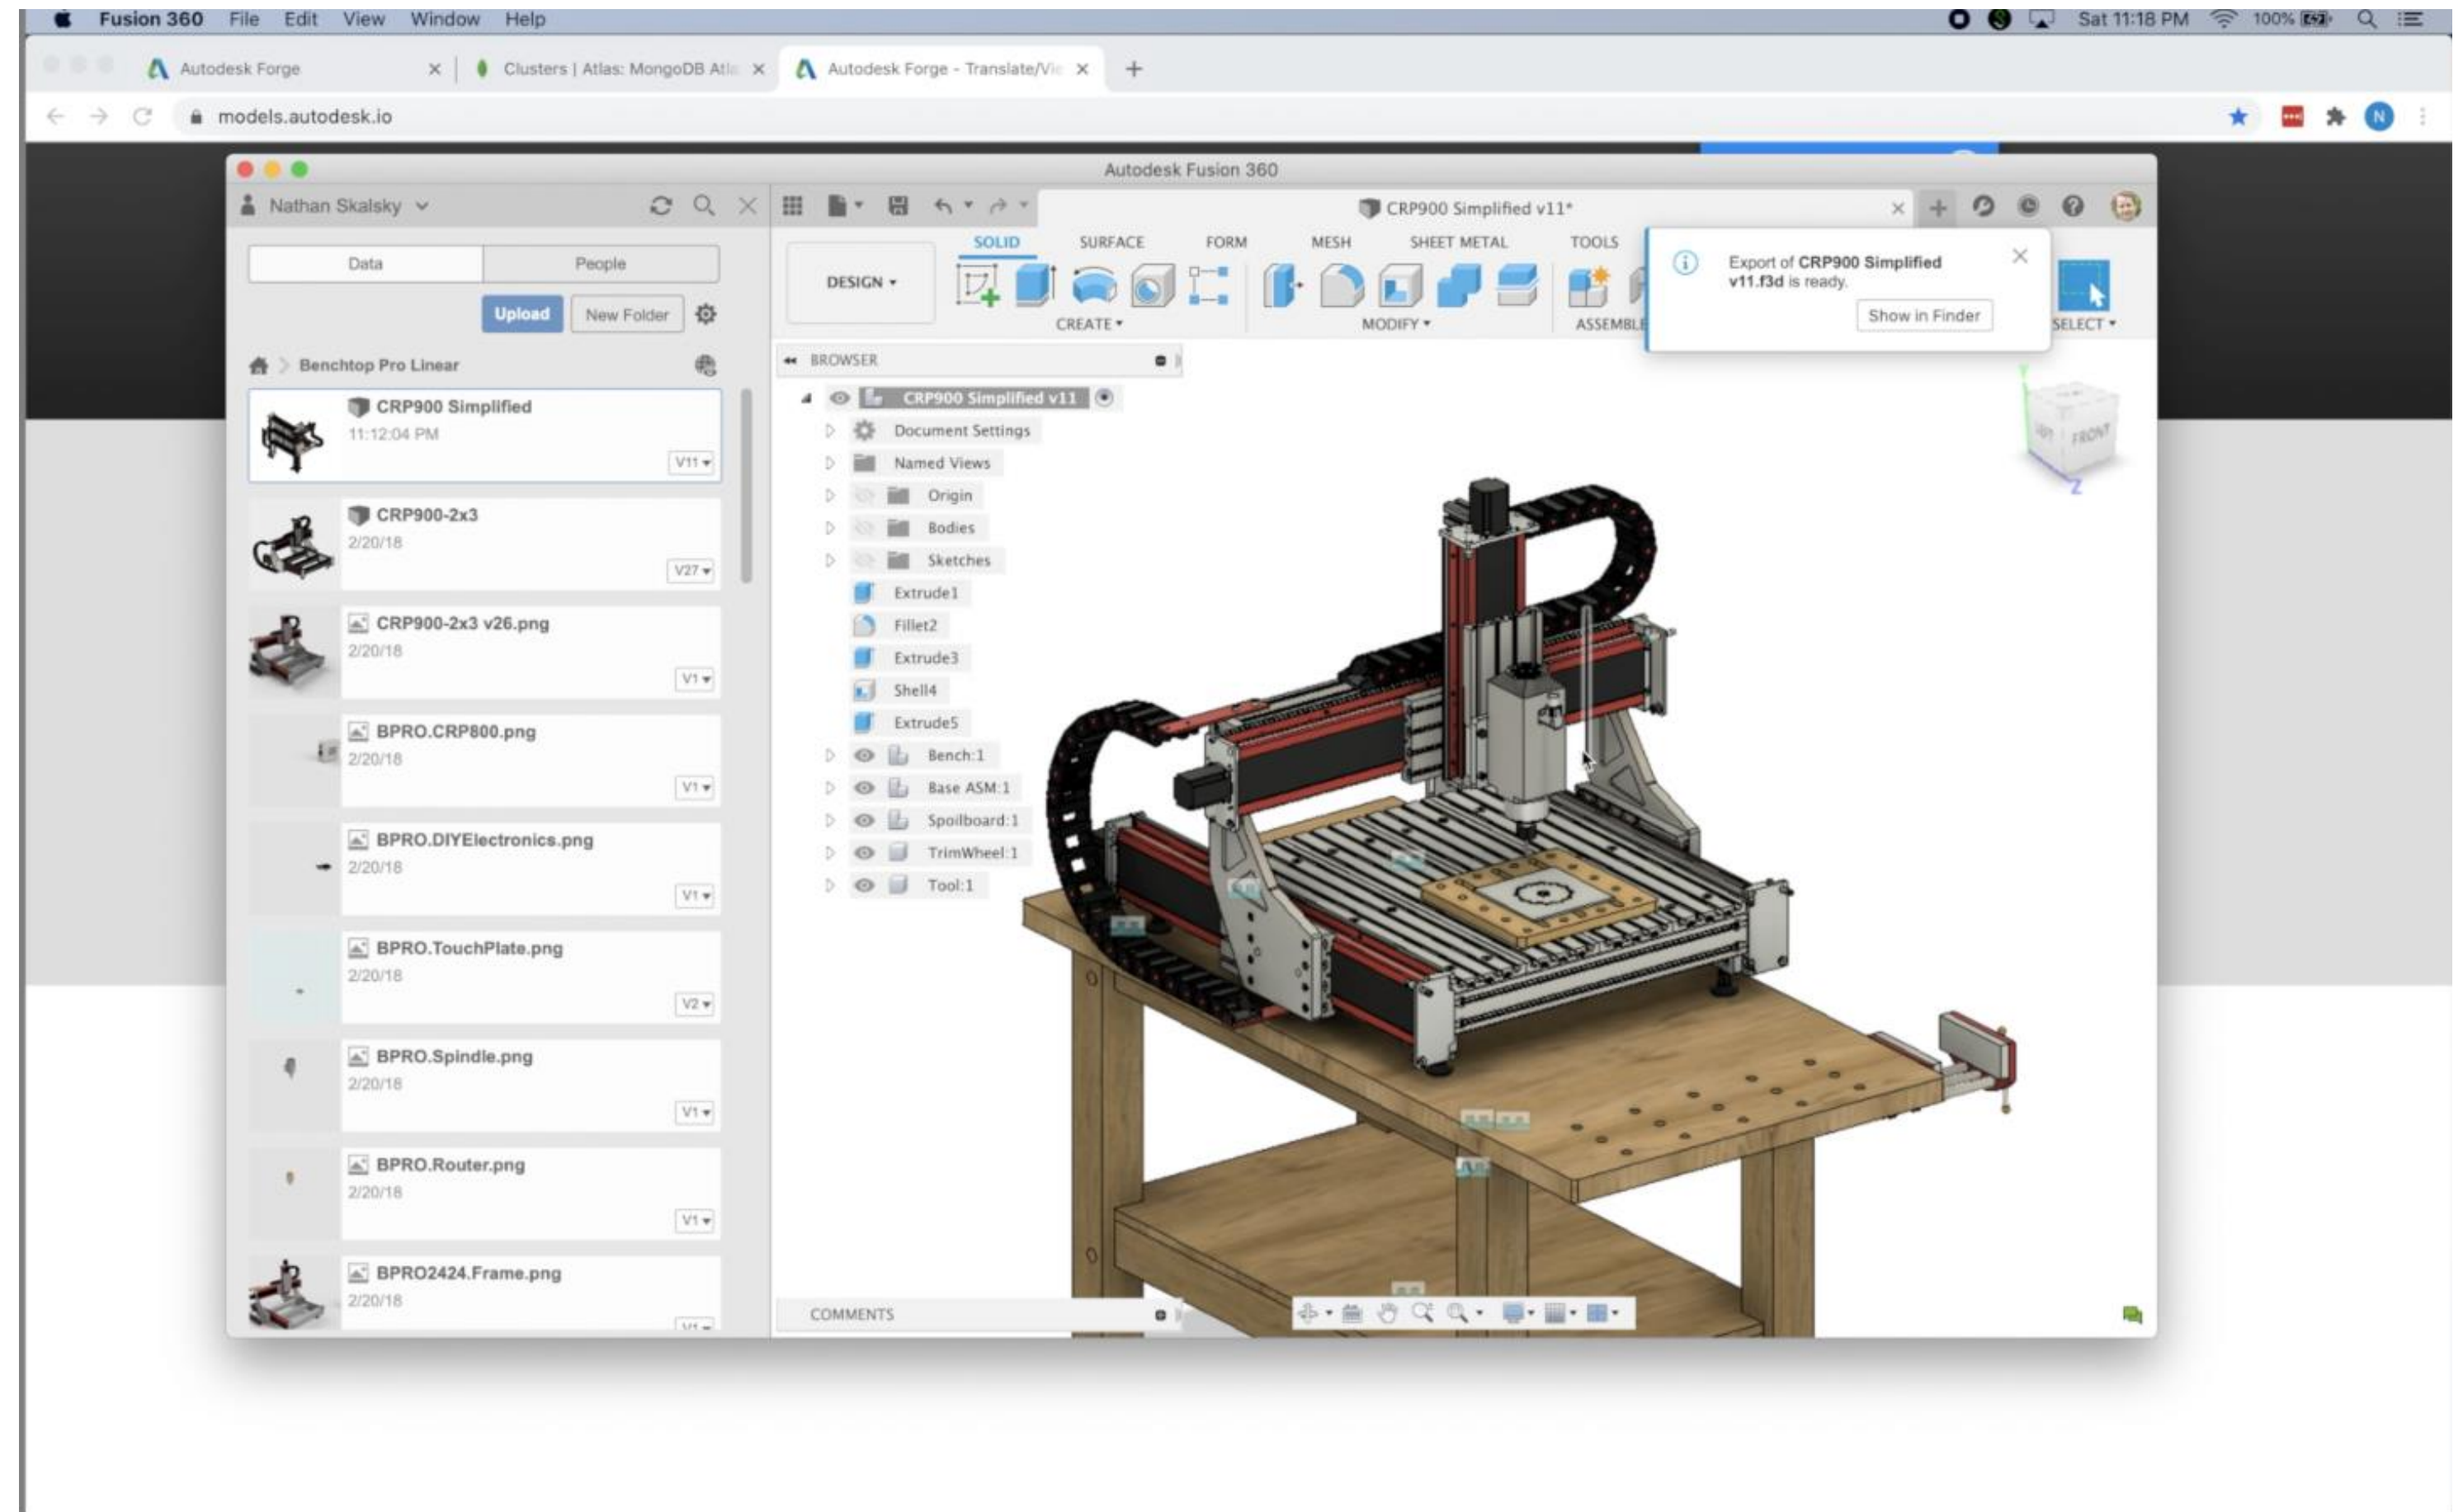 Fusion 360 File Edit View Window Help Sat 11:18 PM 100%
Autodesk Forge Clusters | Atlas: MongoDB Atl Autodesk Forge - Translate/Vi
models.autodesk.io
N
Autodesk Fusion 360
Nathan Skalsky
CRP900 Simplified v11*
Data People
Upload New Folder
Benchtop Pro Linear
CRP900 Simplified
11:12:04 PM
V11
CRP900-2x3
2/20/18
V27
CRP900-2x3 v26.png
2/20/18
V1
BPRO.CRP800.png
2/20/18
V1
BPRO.DIYElectronics.png
2/20/18
V1
BPRO.TouchPlate.png
2/20/18
V2
BPRO.Spindle.png
2/20/18
V1
BPRO.Router.png
2/20/18
V1
BPRO2424.Frame.png
2/20/18
V1
SOLID SURFACE FORM MESH SHEET METAL TOOLS
DESIGN
CREATE MODIFY ASSEMBLE SELECT
Export of CRP900 Simplified
v11.f3d is ready.
Show in Finder
BROWSER
CRP900 Simplified v11
Document Settings
Named Views
Origin
Bodies
Sketches
Extrude1
Fillet2
Extrude3
Shell4
Extrude5
Bench:1
Base ASM:1
Spoilboard:1
TrimWheel:1
Tool:1
FRONT
Z
COMMENTS